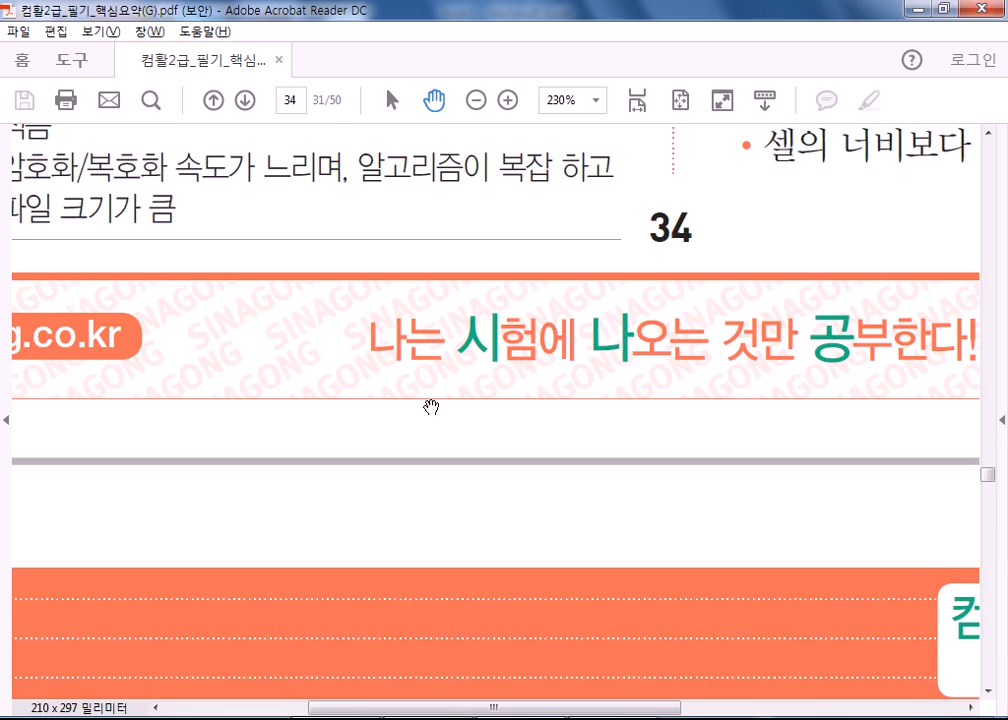 컴활2급_필기_핵심요약(G).pdf (보안) - Adobe Acrobat Reader DC
파일 편집 보기(V) 창(W) 도움말(H)
홈 도구 컴활2급_필기_핵심... × 로그인
34 31/50 230%
암호화/복호화 속도가 느리며, 알고리즘이 복잡 하고
파일 크기가 큼
• 셀의 너비보다
34
g.co.kr
나는 시험에 나오는 것만 공부한다!
SINAGONG SINAGONG SINAGONG
컴
210 x 297 밀리미터